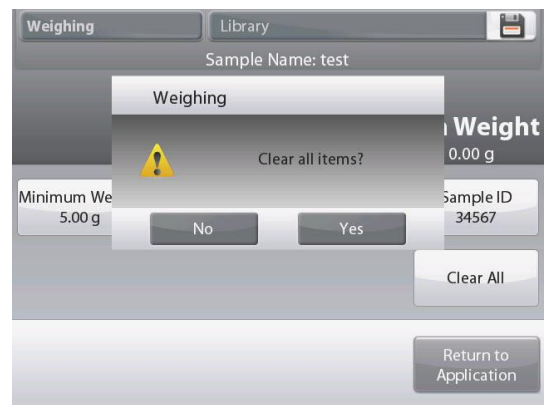 Weighing
Library
Sample Name: test
Weighing
Weight
0.00 g
Clear all items?
Minimum We
5.00 g
Sample ID
34567
No
Yes
Clear All
Return to
Application